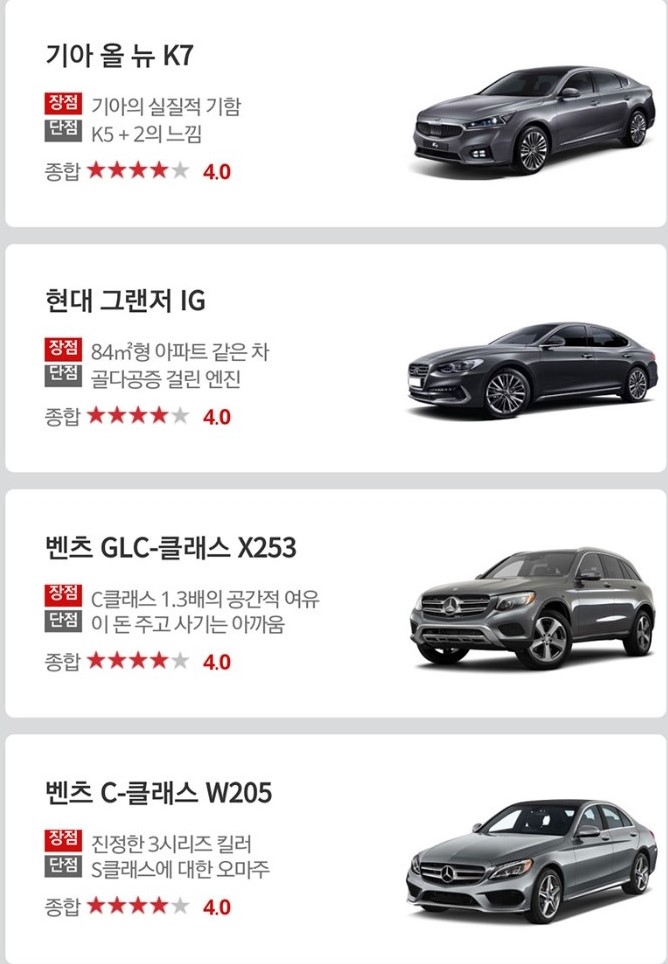 기아 올 뉴 K7
장점 기아의 실질적 기함
단점 K5 + 2의 느낌
종합 ★★★★★ 4.0
현대 그랜저 IG
장점 84㎡형 아파트 같은 차
단점 골다공증 걸린 엔진
종합 ★★★★★ 4.0
벤츠 GLC-클래스 X253
장점 C클래스 1.3배의 공간적 여유
단점 이 돈 주고 사기는 아까움
종합 ★★★★★ 4.0
벤츠 C-클래스 W205
장점 진정한 3시리즈 킬러
단점 S클래스에 대한 오마주
종합 ★★★★★ 4.0